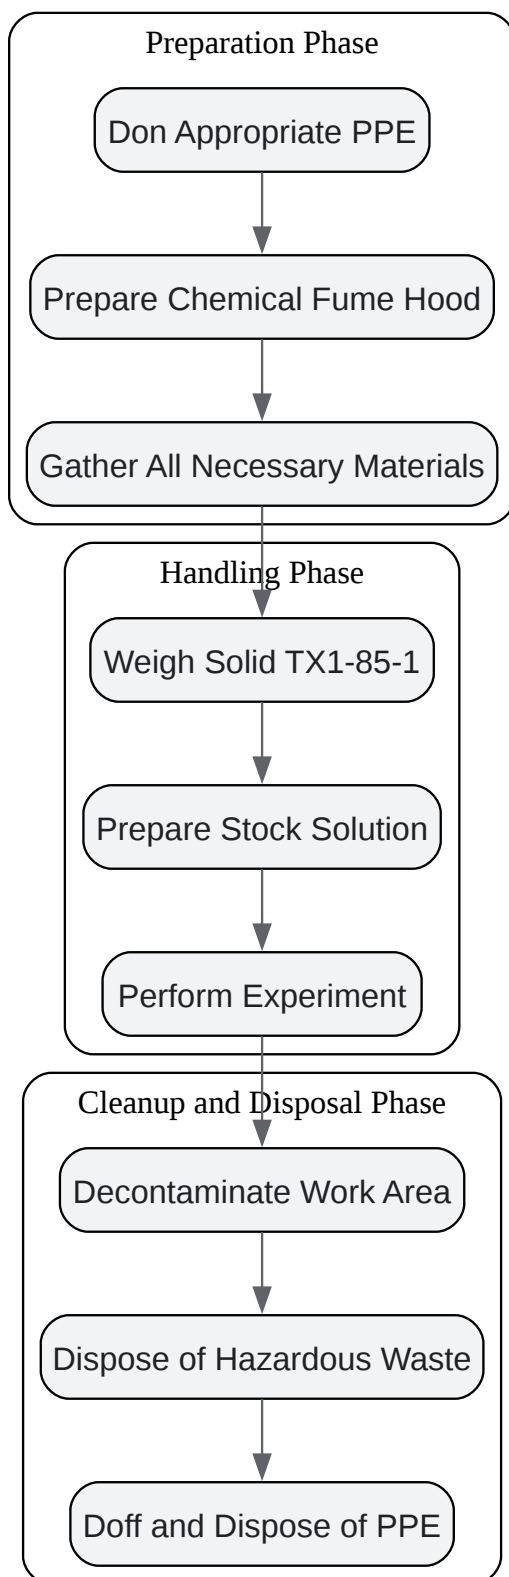 Preparation Phase
Don Appropriate PPE
Prepare Chemical Fume Hood
Gather All Necessary Materials
Handling Phase
Weigh Solid TX1-85-1
Prepare Stock Solution
Perform Experiment
Cleanup and Disposal Phase
Decontaminate Work Area
Dispose of Hazardous Waste
Doff and Dispose of PPE